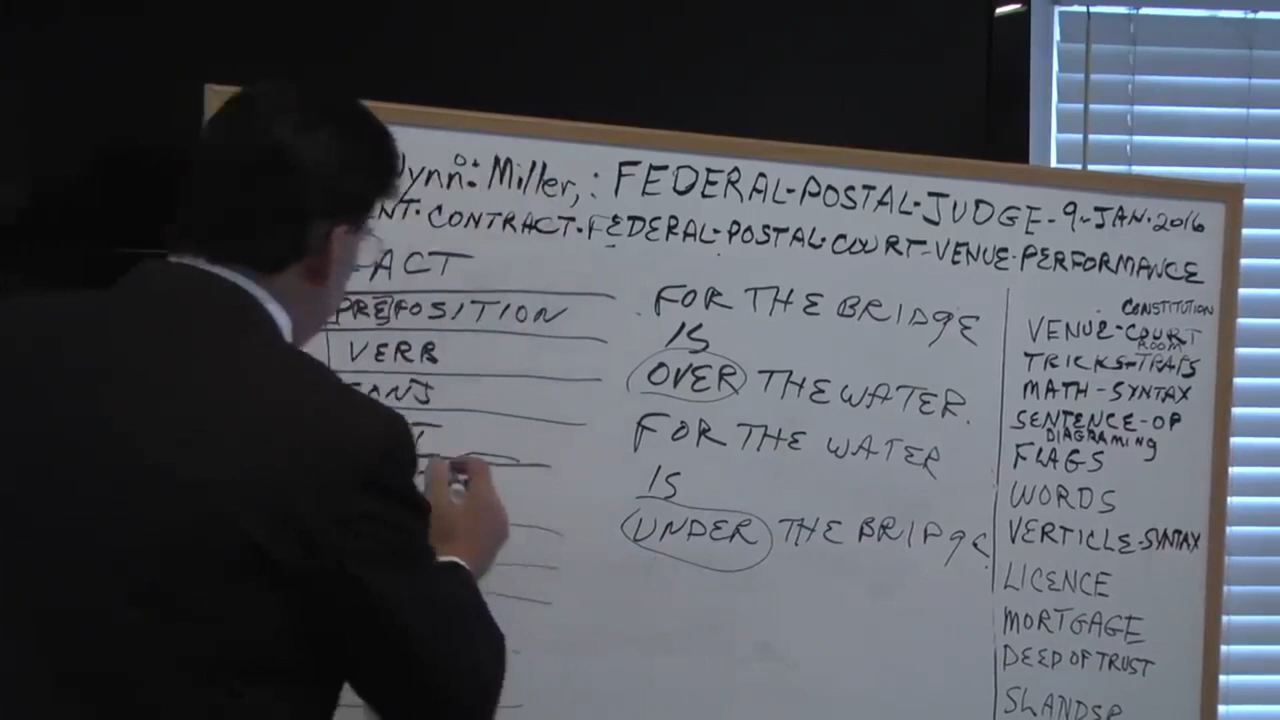 ynn: Miller,: FEDERAL-POSTAL-JUDGE-9-JAN.2016
NT-CONTRACT-FEDERAL-POSTAL-COURT-VENUE-PERFORMANCE
ACT
PREPOSITION
VERB
FOR THE BRIDGE
IS
OVER THE WATER.
FOR THE WATER
IS
UNDER THE BRIDGE
CONSTITUTION
VENUE-COURT
ROOM
TRICKS-TRAPS
MATH-SYNTAX
SENTENCE-OP
DIAGRAMING
FLAGS
WORDS
VERTICLE-SYNTAX
LICENCE
MORTGAGE
DEED OF TRUST
SLANDER